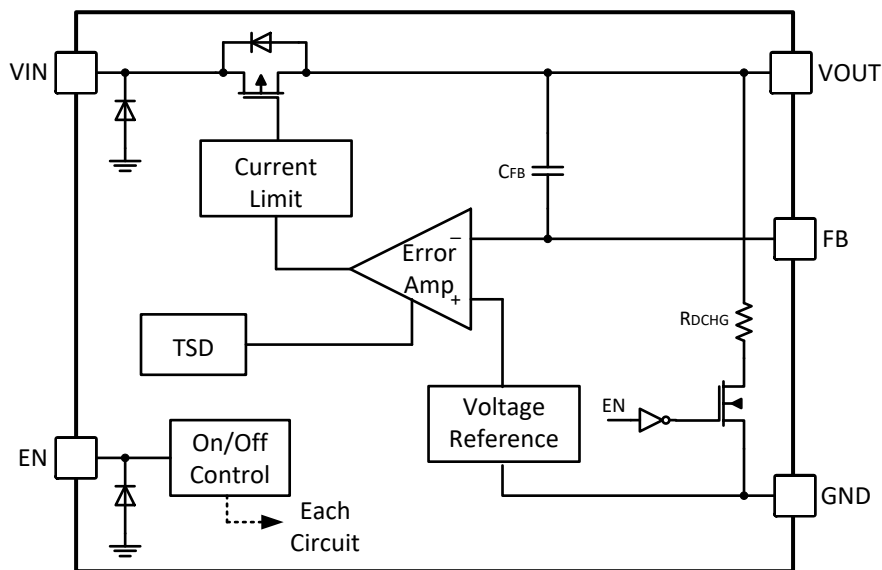 VIN
VOUT
Current
Limit
CFB
FB
Error
Amp
−
+
RDCHG
TSD
Voltage
Reference
EN
EN
On/Off
Control
GND
Each
Circuit